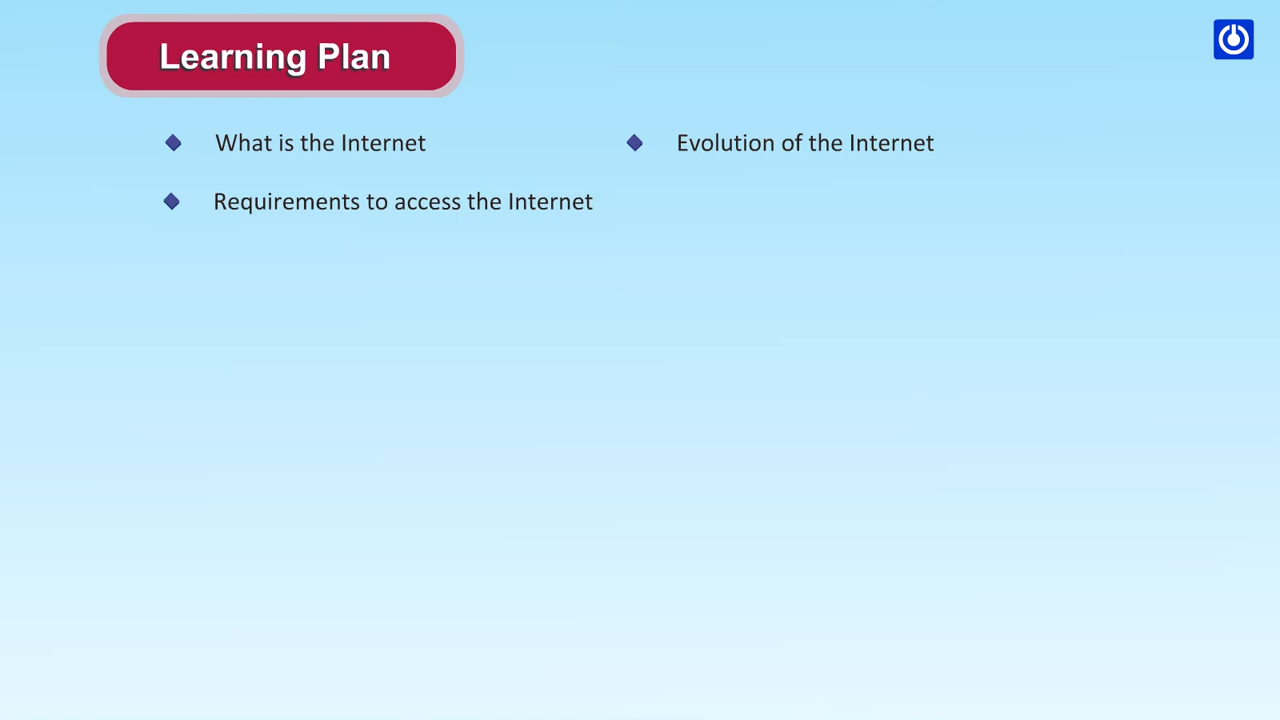 Learning Plan
What is the Internet
Evolution of the Internet
Requirements to access the Internet